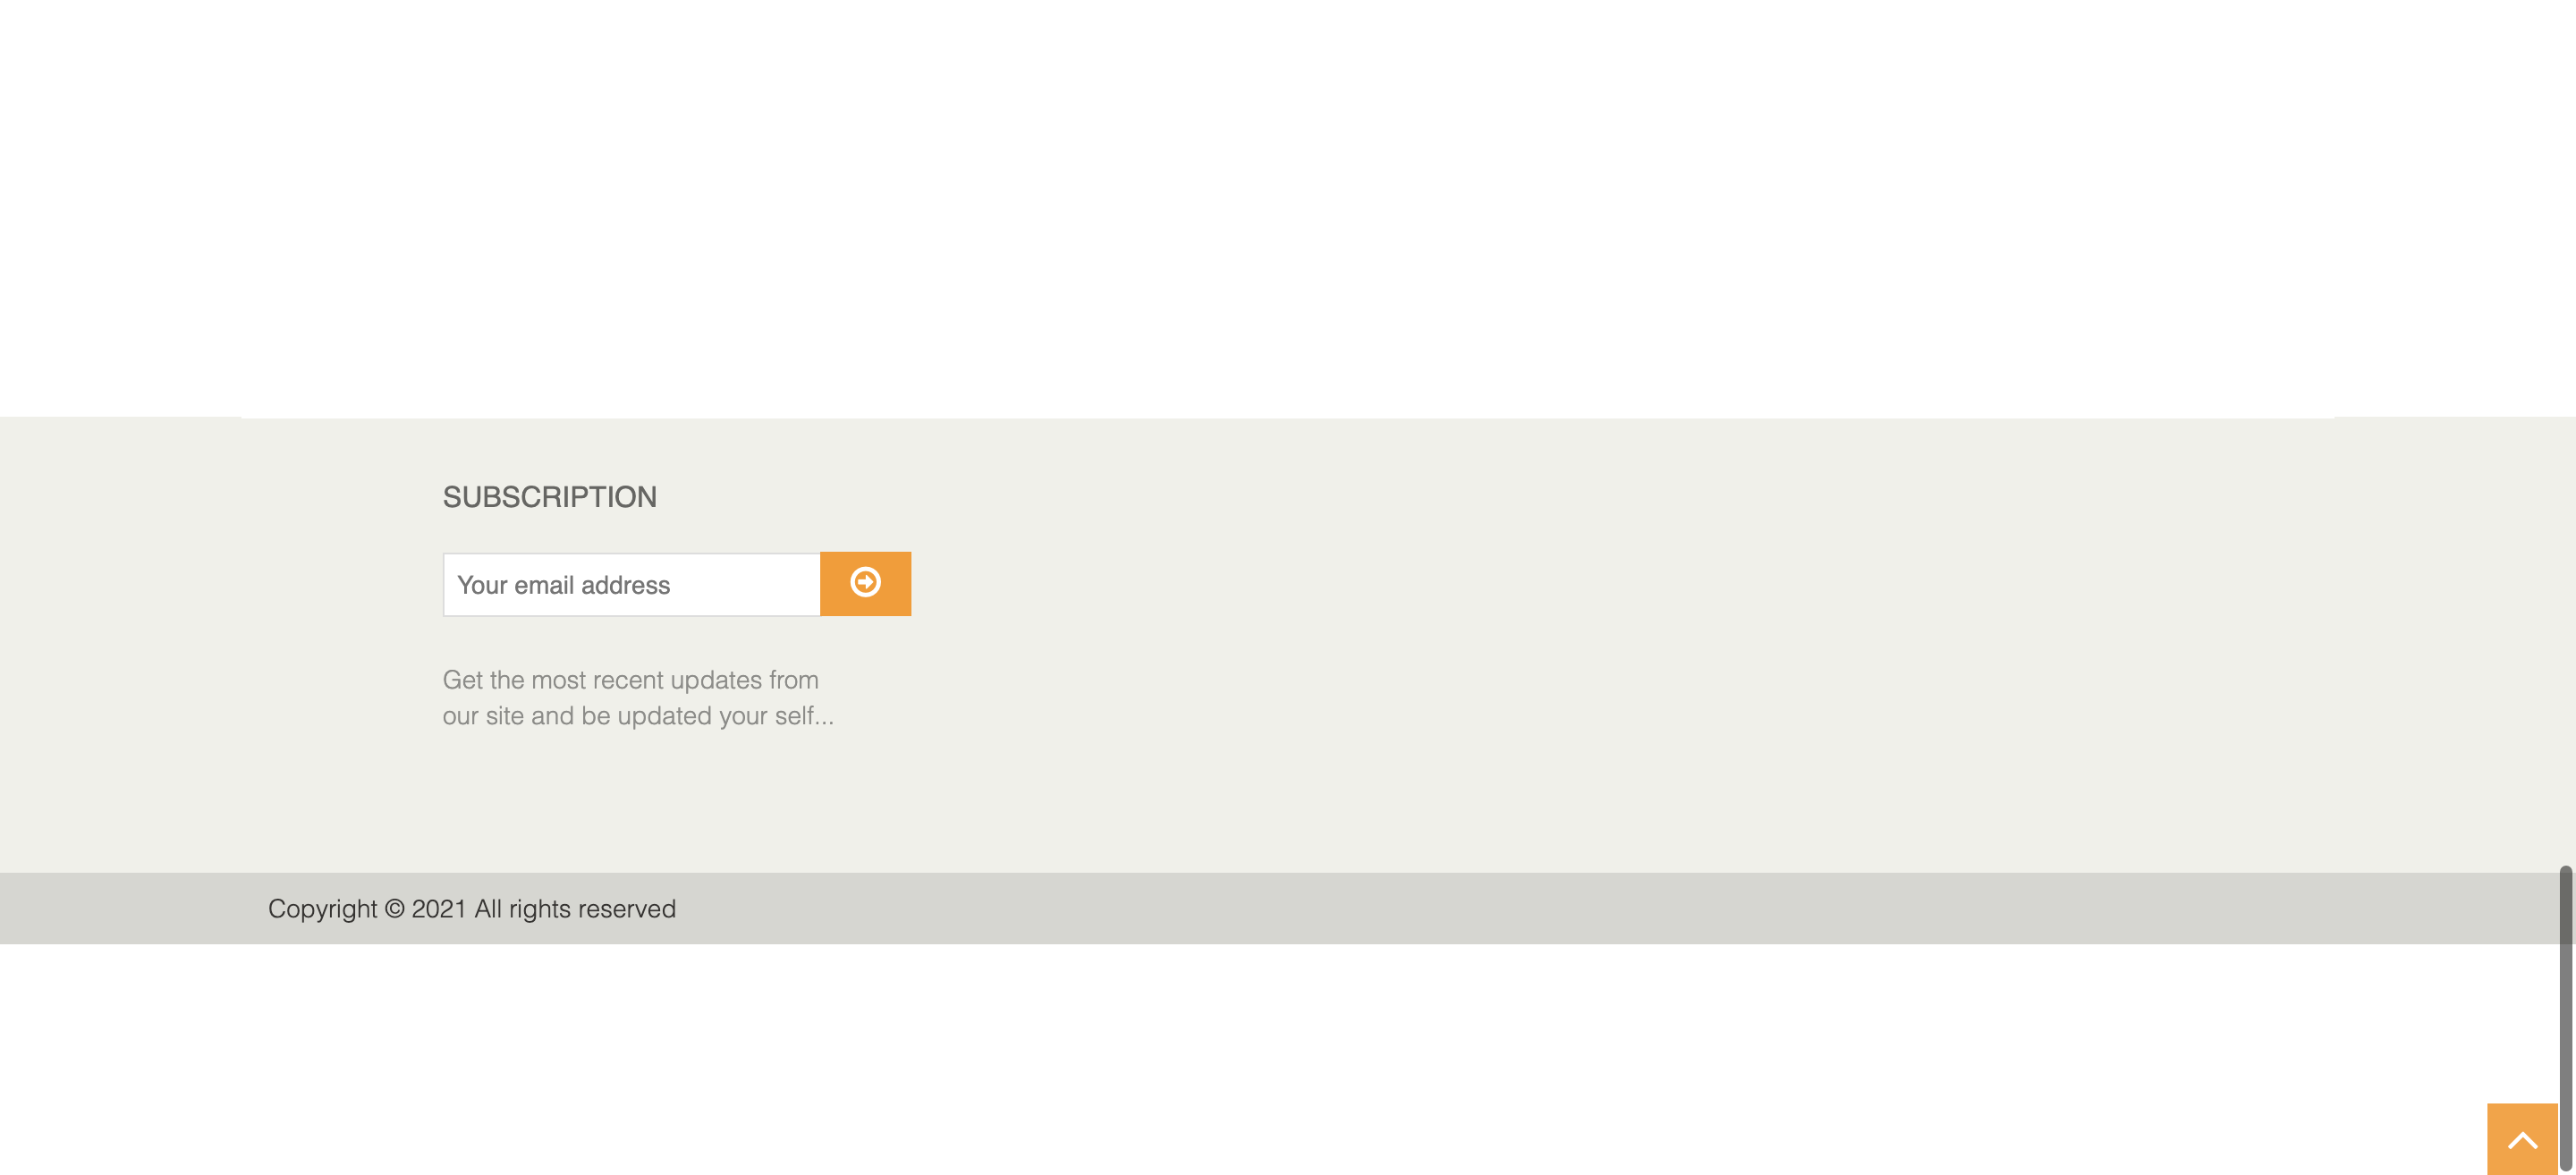 SUBSCRIPTION
Your email address
Get the most recent updates from
our site and be updated your self...
Copyright © 2021 All rights reserved